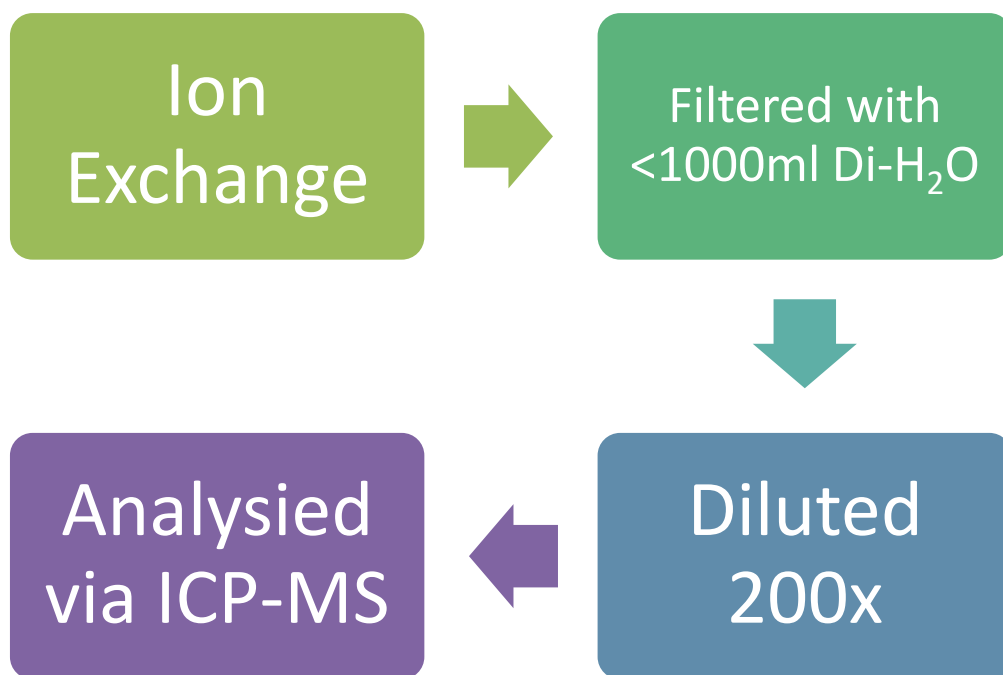 Ion
Exchange
Filtered with
<1000ml Di-H₂O
Diluted
200x
Analysied
via ICP-MS